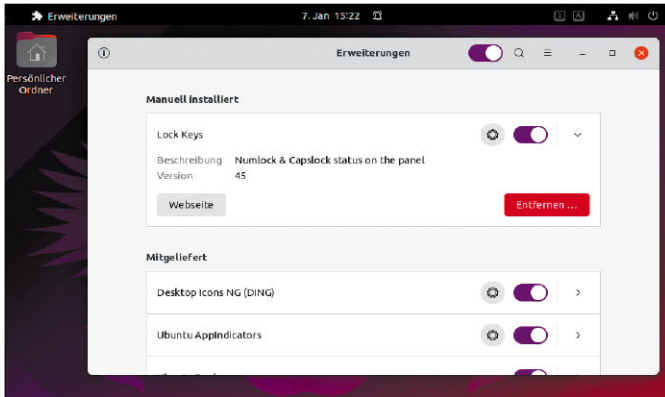 Erweiterungen
7. Jan 15:22
1 A
Persönlicher
Ordner
Erweiterungen
Manuell installiert
Lock Keys
Beschreibung Numlock & Capslock status on the panel
Version 45
Webseite
Entfernen ...
Mitgeliefert
Desktop Icons NG (DING)
Ubuntu AppIndicators